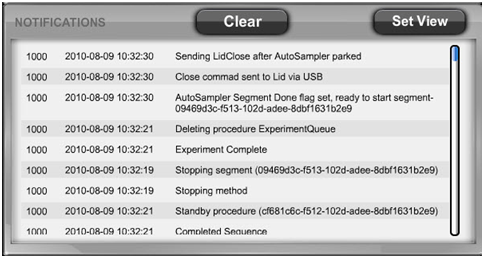 NOTIFICATIONS Clear Set View
1000 2010-08-09 10:32:30 Sending LidClose after AutoSampler parked
1000 2010-08-09 10:32:30 Close commad sent to Lid via USB
1000 2010-08-09 10:32:30 AutoSampler Segment Done flag set, ready to start segment-
09469d3c-f513-102d-adee-8dbf1631b2e9
1000 2010-08-09 10:32:21 Deleting procedure ExperimentQueue
1000 2010-08-09 10:32:21 Experiment Complete
1000 2010-08-09 10:32:19 Stopping segment (09469d3c-f513-102d-adee-8dbf1631b2e9)
1000 2010-08-09 10:32:19 Stopping method
1000 2010-08-09 10:32:21 Standby procedure (cf681c6c-f512-102d-adee-8dbf1631b2e9)
1000 2010-08-09 10:32:21 Completed Sequence